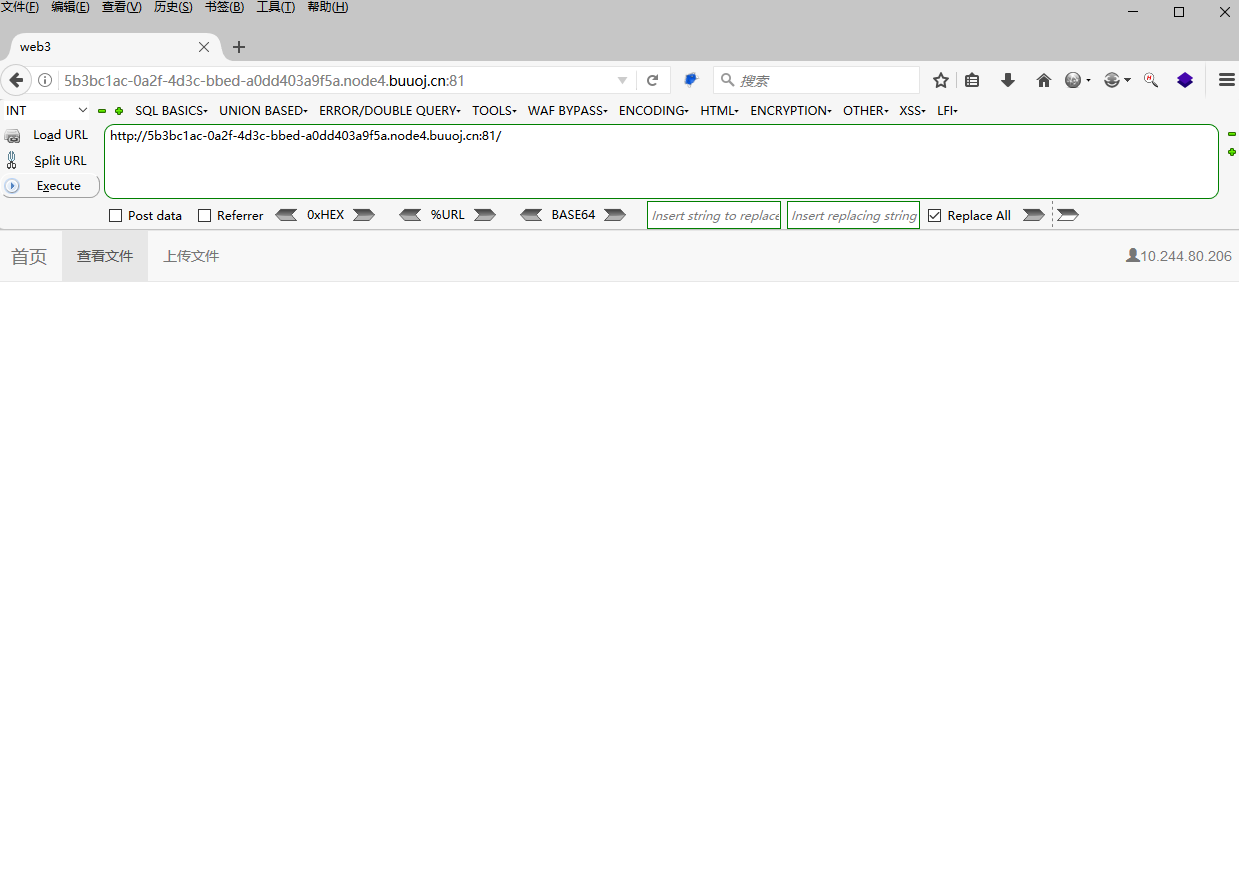 文件(F) 编辑(E) 查看(V) 历史(S) 书签(B) 工具(T) 帮助(H)
web3
5b3bc1ac-0a2f-4d3c-bbed-a0dd403a9f5a.node4.buuoj.cn:81 搜索
INT SQL BASICS UNION BASED ERROR/DOUBLE QUERY TOOLS WAF BYPASS ENCODING HTML ENCRYPTION OTHER XSS LFI
Load URL http://5b3bc1ac-0a2f-4d3c-bbed-a0dd403a9f5a.node4.buuoj.cn:81/
Split URL
Execute
Post data Referrer 0xHEX %URL BASE64 Insert string to replace Insert replacing string Replace All
首页 查看文件 上传文件 10.244.80.206